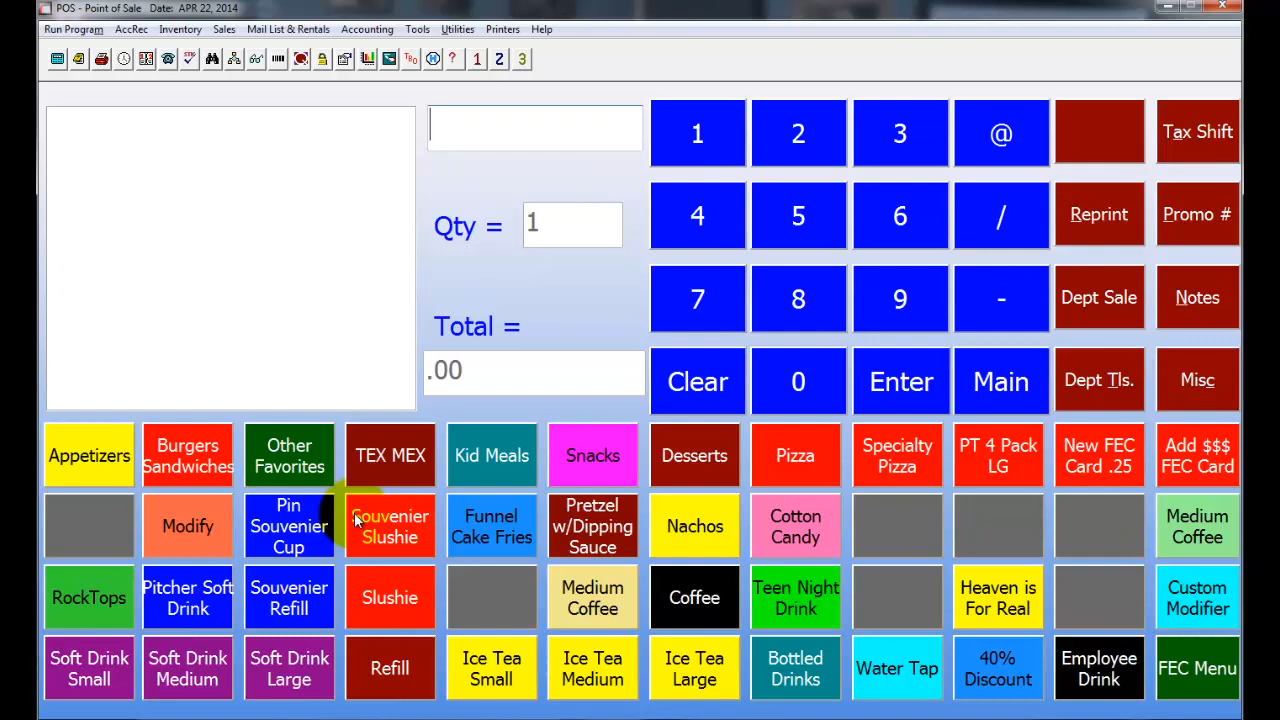 POS - Point of Sale Date: APR 22, 2014
Run Program AccRec Inventory Sales Mail List & Rentals Accounting Tools Utilities Printers Help
? 1 2 3
1 2 3 @ Tax Shift
Qty = 1
4 5 6 / Reprint Promo #
7 8 9 - Dept Sale Notes
Total =
.00
Clear 0 Enter Main Dept Tls. Misc
Appetizers
Burgers
Sandwiches
Other
Favorites
TEX MEX
Kid Meals
Snacks
Desserts
Pizza
Specialty
Pizza
PT 4 Pack
LG
New FEC
Card .25
Add $$$
FEC Card
Modify
Pin
Souvenier
Cup
Souvenier
Slushie
Funnel
Cake Fries
Pretzel
w/Dipping
Sauce
Nachos
Cotton
Candy
Medium
Coffee
RockTops
Pitcher Soft
Drink
Souvenier
Refill
Slushie
Medium
Coffee
Coffee
Teen Night
Drink
Heaven is
For Real
Custom
Modifier
Soft Drink
Small
Soft Drink
Medium
Soft Drink
Large
Refill
Ice Tea
Small
Ice Tea
Medium
Ice Tea
Large
Bottled
Drinks
Water Tap
40%
Discount
Employee
Drink
FEC Menu